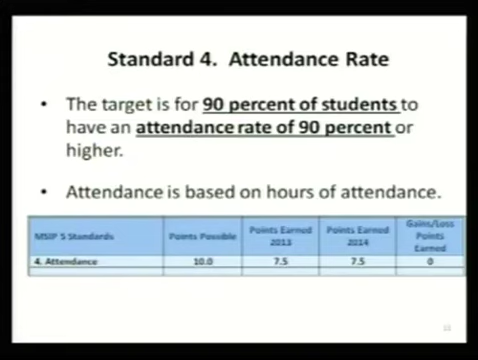 Standard 4. Attendance Rate
• The target is for 90 percent of students to
have an attendance rate of 90 percent or
higher.
• Attendance is based on hours of attendance.
MSIP 5 Standards Points Possible Points Earned 2013 Points Earned 2014 Gains/Loss Points Earned
4. Attendance 10.0 7.5 7.5 0